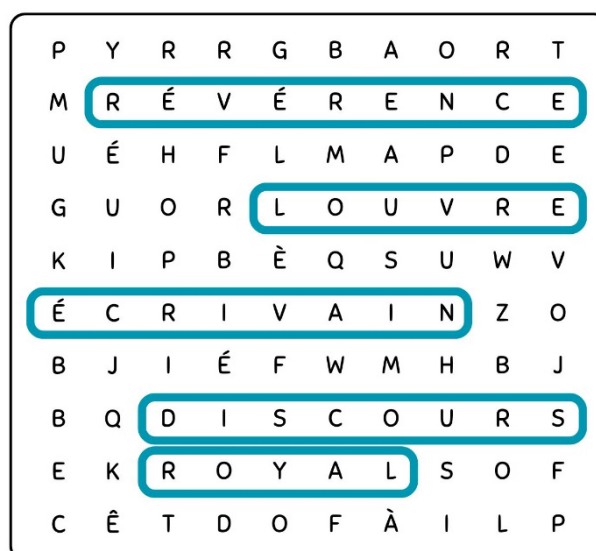 P Y R R G B A O R T
M R É V É R E N C E
U É H F L M A P D E
G U O R L O U V R E
K I P B È Q S U W V
É C R I V A I N Z O
B J I É F W M H B J
B Q D I S C O U R S
E K R O Y A L S O F
C Ê T D O F À I L P